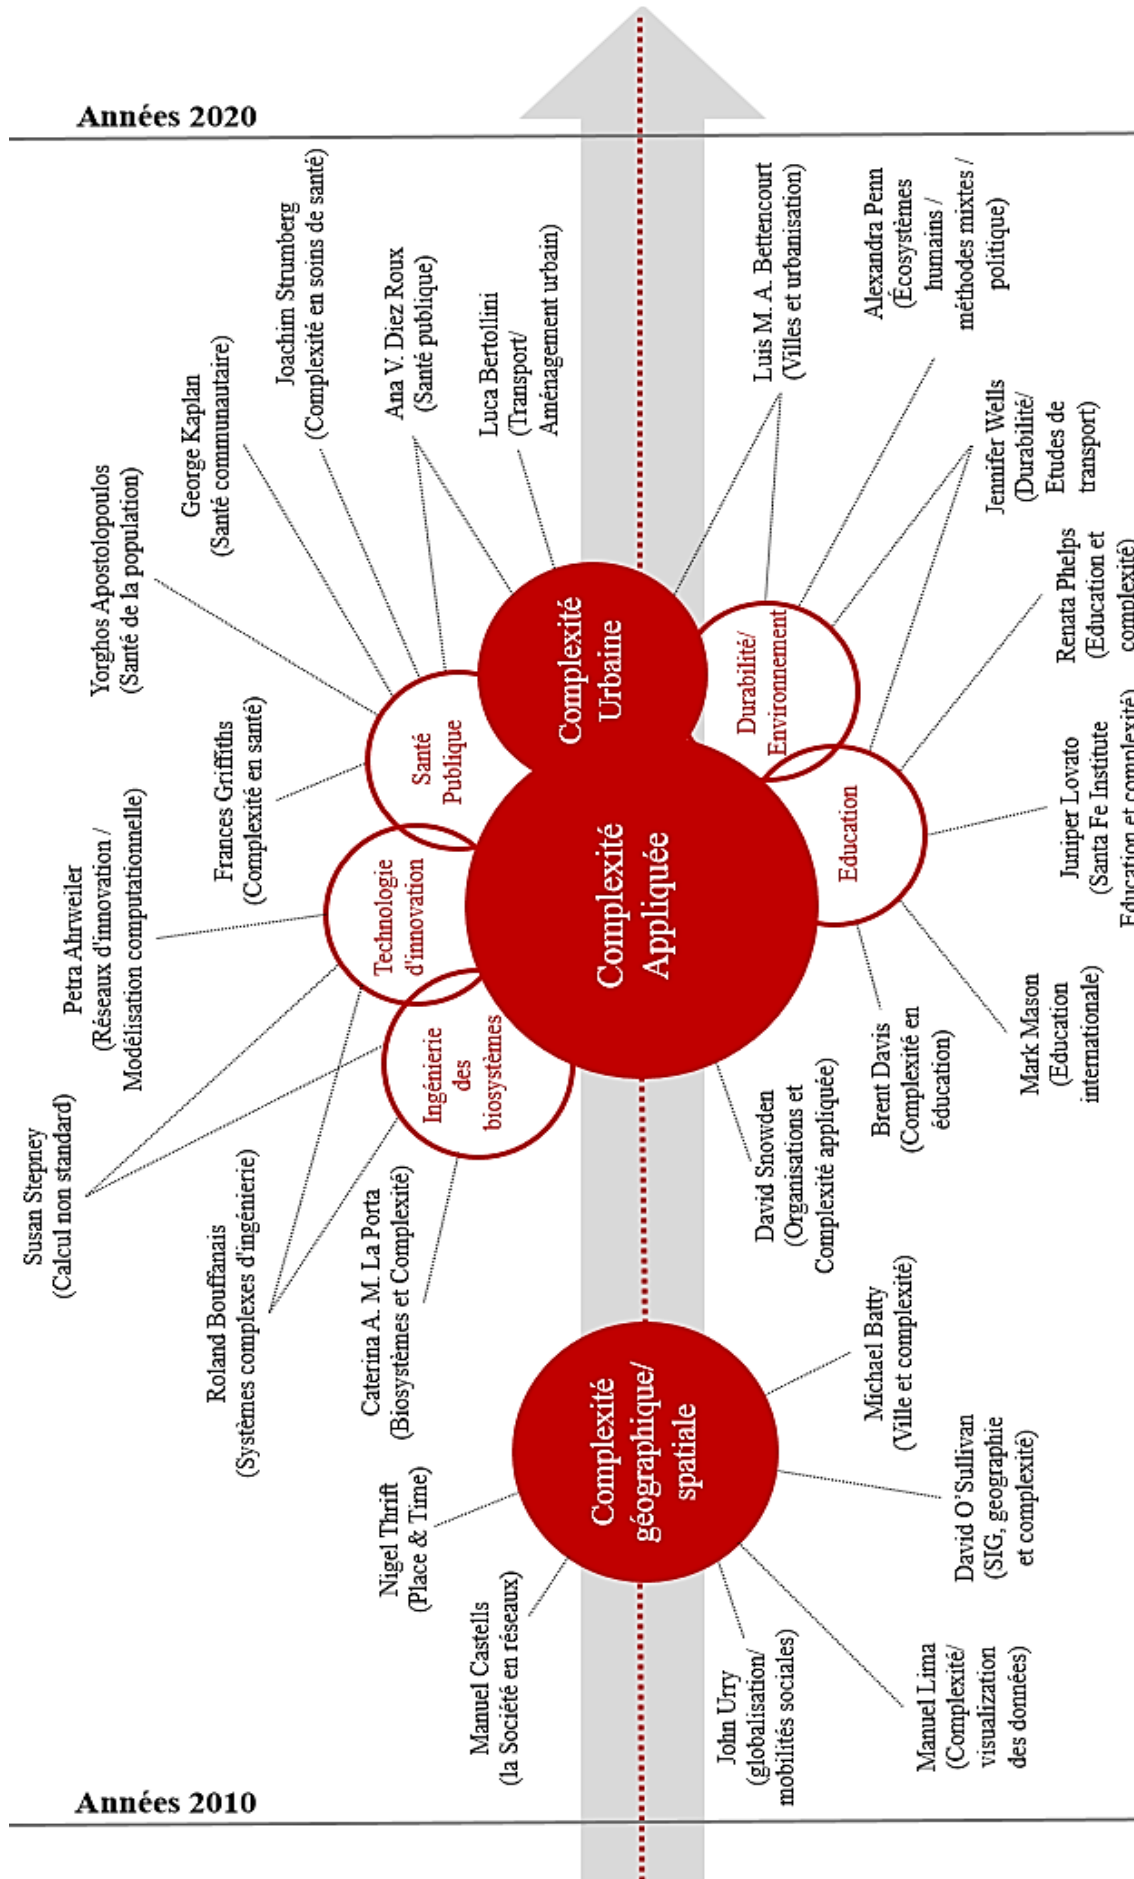 Années 2020
Joachim Strumberg
(Complexité en soins de santé)
Ana V. Diez Roux
(Santé publique)
Luca Bertollini
(Transport/
Aménagement urbain)
Luis M. A. Bettencourt
(Villes et urbanisation)
Alexandra Penn
(Écosystèmes
humains /
méthodes mixtes /
politique)
George Kaplan
(Santé communautaire)
Yorghos Apostolopoulos
(Santé de la population)
Jennifer Wells
(Durabilité/
Etudes de
transport)
Renata Phelps
(Education et
complexité)
Frances Griffiths
(Complexité en santé)
Santé
Publique
Complexité
Urbaine
Durabilité/
Environnement
Juniper Lovato
(Santa Fe Institute
Education et complexité)
Petra Ahrweiler
(Réseaux d'innovation /
Modélisation computationnelle)
Technologie
d'innovation
Complexité
Appliquée
Education
Susan Stepney
(Calcul non standard)
Ingénierie
des
biosystèmes
Mark Mason
(Education
internationale)
Brent Davis
(Complexité en
éducation)
David Snowden
(Organisations et
Complexité appliquée)
Roland Bouffanais
(Systèmes complexes d'ingénierie)
Caterina A. M. La Porta
(Biosystèmes et Complexité)
Michael Batty
(Ville et complexité)
Nigel Thrift
(Place & Time)
Complexité
géographique/
spatiale
David O’Sullivan
(SIG, geographie
et complexité)
Manuel Castells
(la Société en réseaux)
John Urry
(globalisation/
mobilités sociales)
Manuel Lima
(Complexité/
visualization
des données)
Années 2010